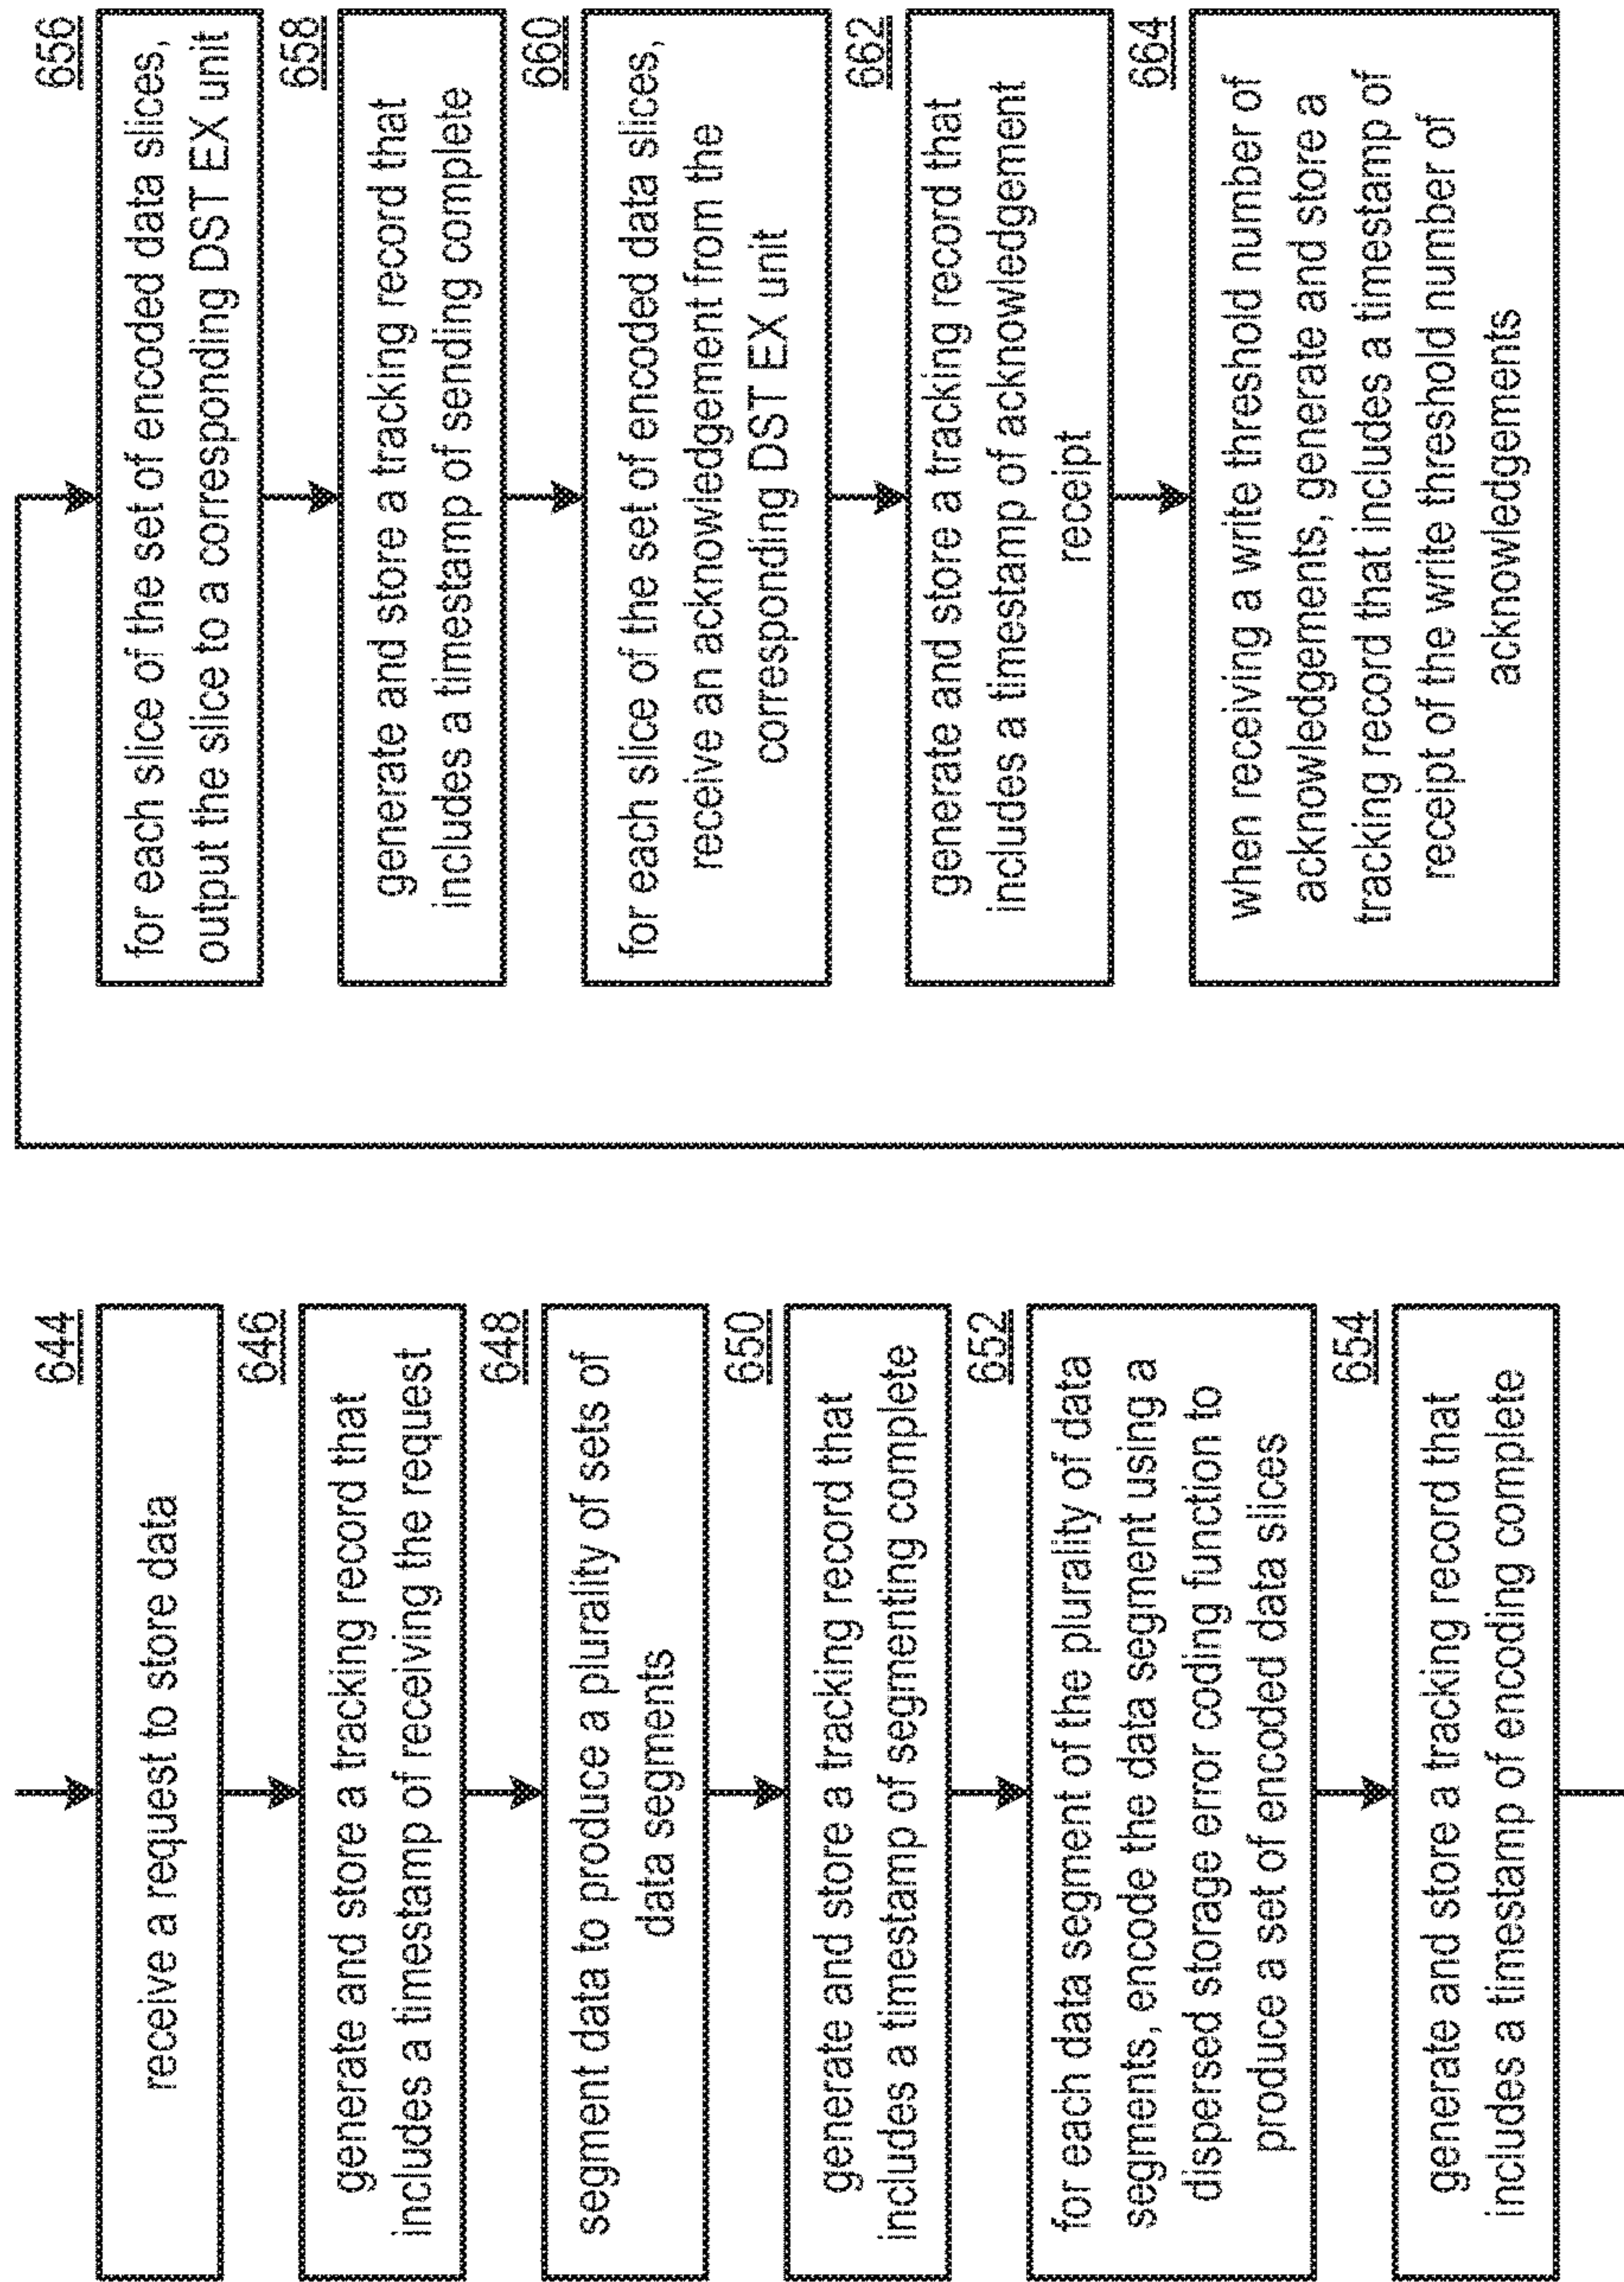 644
receive a request to store data
646
generate and store a tracking record that
includes a timestamp of receiving the request
648
segment data to produce a plurality of sets of
data segments
650
generate and store a tracking record that
includes a timestamp of segmenting complete
652
for each data segment of the plurality of data
segments, encode the data segment using a
dispersed storage error coding function to
produce a set of encoded data slices
654
generate and store a tracking record that
includes a timestamp of encoding complete
656
for each slice of the set of encoded data slices,
output the slice to a corresponding DST EX unit
658
generate and store a tracking record that
includes a timestamp of sending complete
660
for each slice of the set of encoded data slices,
receive an acknowledgement from the
corresponding DST EX unit
662
generate and store a tracking record that
includes a timestamp of acknowledgement
receipt
664
when receiving a write threshold number of
acknowledgements, generate and store a
tracking record that includes a timestamp of
receipt of the write threshold number of
acknowledgements